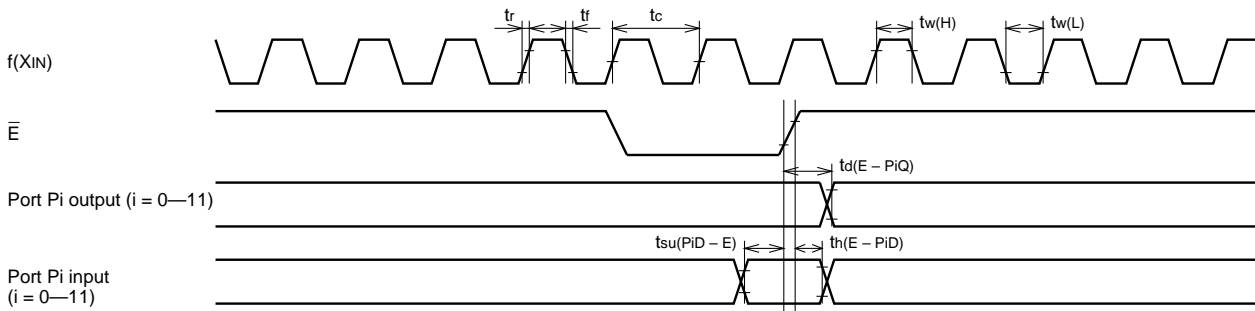 tr tf tc tw(H) tw(L)
f(XIN)
E
td(E – PiQ)
Port Pi output (i = 0—11)
tsu(PiD – E) th(E – PiD)
Port Pi input
(i = 0—11)